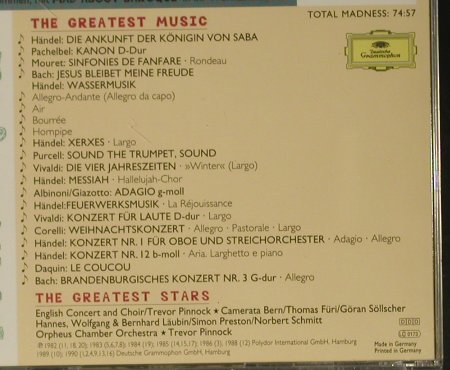 THE GREATEST MUSIC
TOTAL MADNESS: 74:57
Händel: DIE ANKUNFT DER KÖNIGIN VON SABA
Pachelbel: KANON D-Dur
Mouret: SINFONIES DE FANFARE · Rondeau
Bach: JESUS BLEIBET MEINE FREUDE
Händel: WASSERMUSIK
Allegro-Andante (Allegro da capo)
Air
Bourrée
Hompipe
Händel: XERXES · Largo
Purcell: SOUND THE TRUMPET, SOUND
Vivaldi: DIE VIER JAHRESZEITEN · »Winter« (Largo)
Händel: MESSIAH · Hallelujah-Chor
Albinoni/Giazotto: ADAGIO g-moll
Händel:FEUERWERKSMUSIK · La Réjouissance
Vivaldi: KONZERT FÜR LAUTE D-dur · Largo
Corelli: WEIHNACHTSKONZERT · Allegro · Pastorale · Largo
Händel: KONZERT NR. 1 FÜR OBOE UND STREICHORCHESTER · Adagio · Allegro
Händel: KONZERT NR. 12 b-moll · Aria. Larghetto e piano
Daquin: LE COUCOU
Bach: BRANDENBURGISCHES KONZERT NR. 3 G-dur · Allegro
THE GREATEST STARS
English Concert and Choir/Trevor Pinnock ★ Camerata Bern/Thomas Füri/Göran Söllscher
Hannes, Wolfgang & Bernhard Läubin/Simon Preston/Norbert Schmitt
Orpheus Chamber Orchestra ★ Trevor Pinnock
Made in Germany
Printed in Germany
Deutsche Grammophon